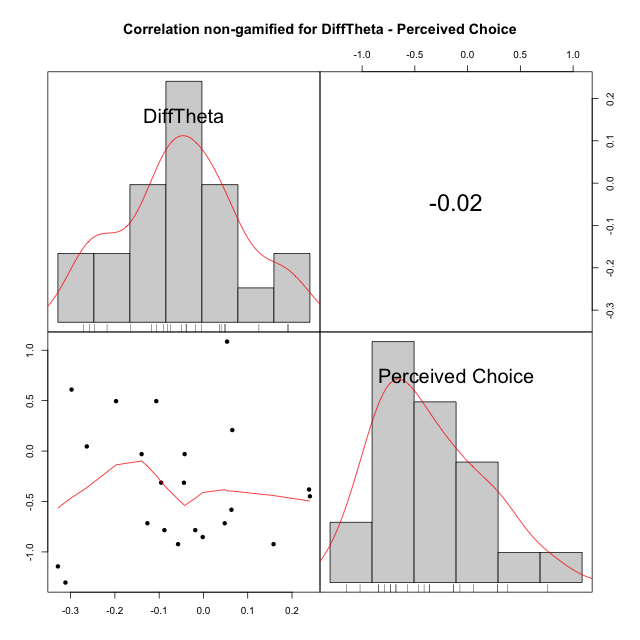 Correlation non-gamified for DiffTheta - Perceived Choice
-1.0 -0.5 0.0 0.5 1.0
DiffTheta
-0.02
0.2
0.1
0.0
-0.1
-0.2
-0.3
Perceived Choice
1.0
0.5
0.0
-0.5
-1.0
-0.3 -0.2 -0.1 0.0 0.1 0.2